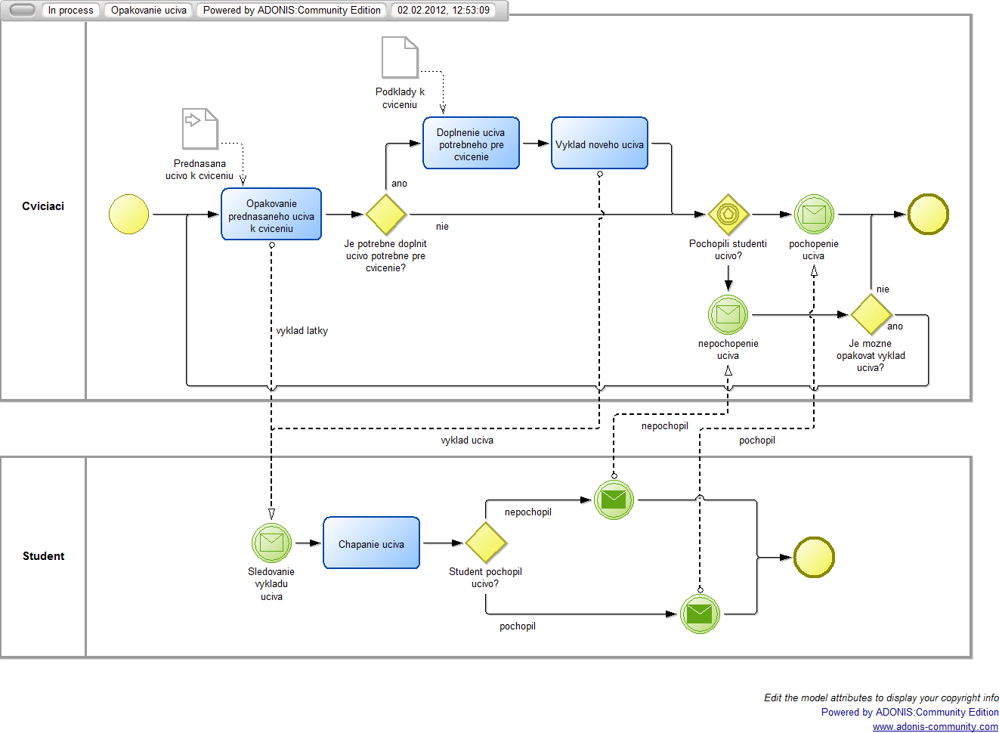 In process
Opakovanie uciva
Powered by ADONIS:Community Edition
02.02.2012, 12:53:09
Podklady k
cviceniu
Prednasana
ucivo k cviceniu
Doplnenie uciva
potrebneho pre
cvicenie
Vyklad noveho uciva
ano
Cviciaci
Opakovanie
prednasaneho uciva
k cviceniu
nie
Je potrebne doplnit
ucivo potrebne pre
cvicenie?
Pochopili studenti
ucivo?
pochopenie
uciva
nie
ano
vyklad latky
nepochopenie
uciva
Je mozne
opakovat vyklad
uciva?
nepochopil
vyklad uciva
pochopil
nepochopil
Student
Chapanie uciva
Sledovanie
vykladu
uciva
Student pochopil
ucivo?
pochopil
Edit the model attributes to display your copyright info
Powered by ADONIS:Community Edition
www.adonis-community.com